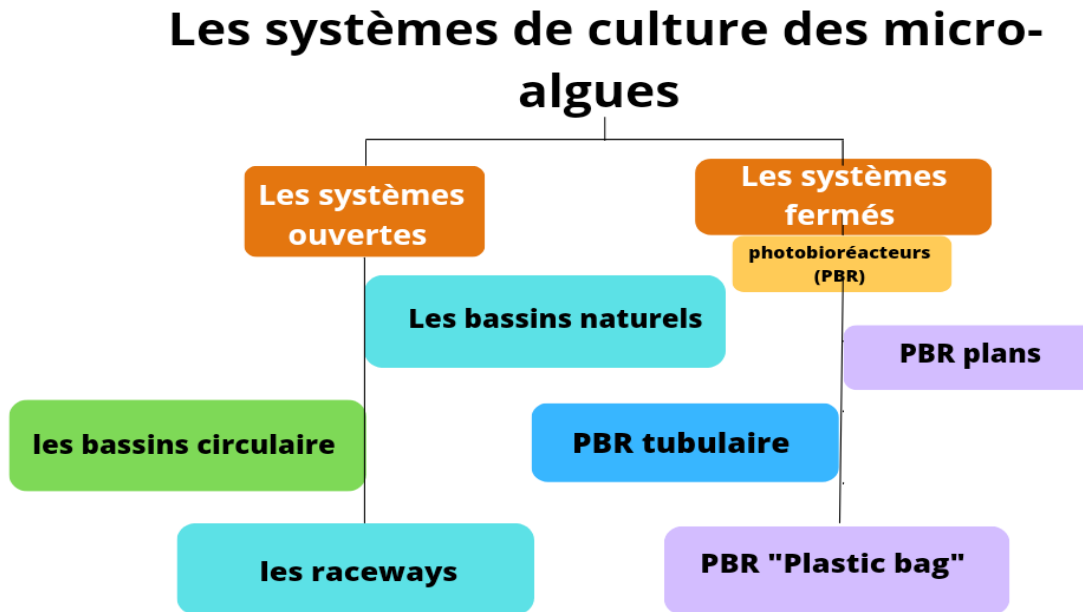 Les systèmes de culture des micro-
algues
Les systèmes
ouvertes
Les systèmes
fermés
photobioréacteurs
(PBR)
Les bassins naturels
PBR plans
les bassins circulaire
PBR tubulaire
les raceways
PBR "Plastic bag"